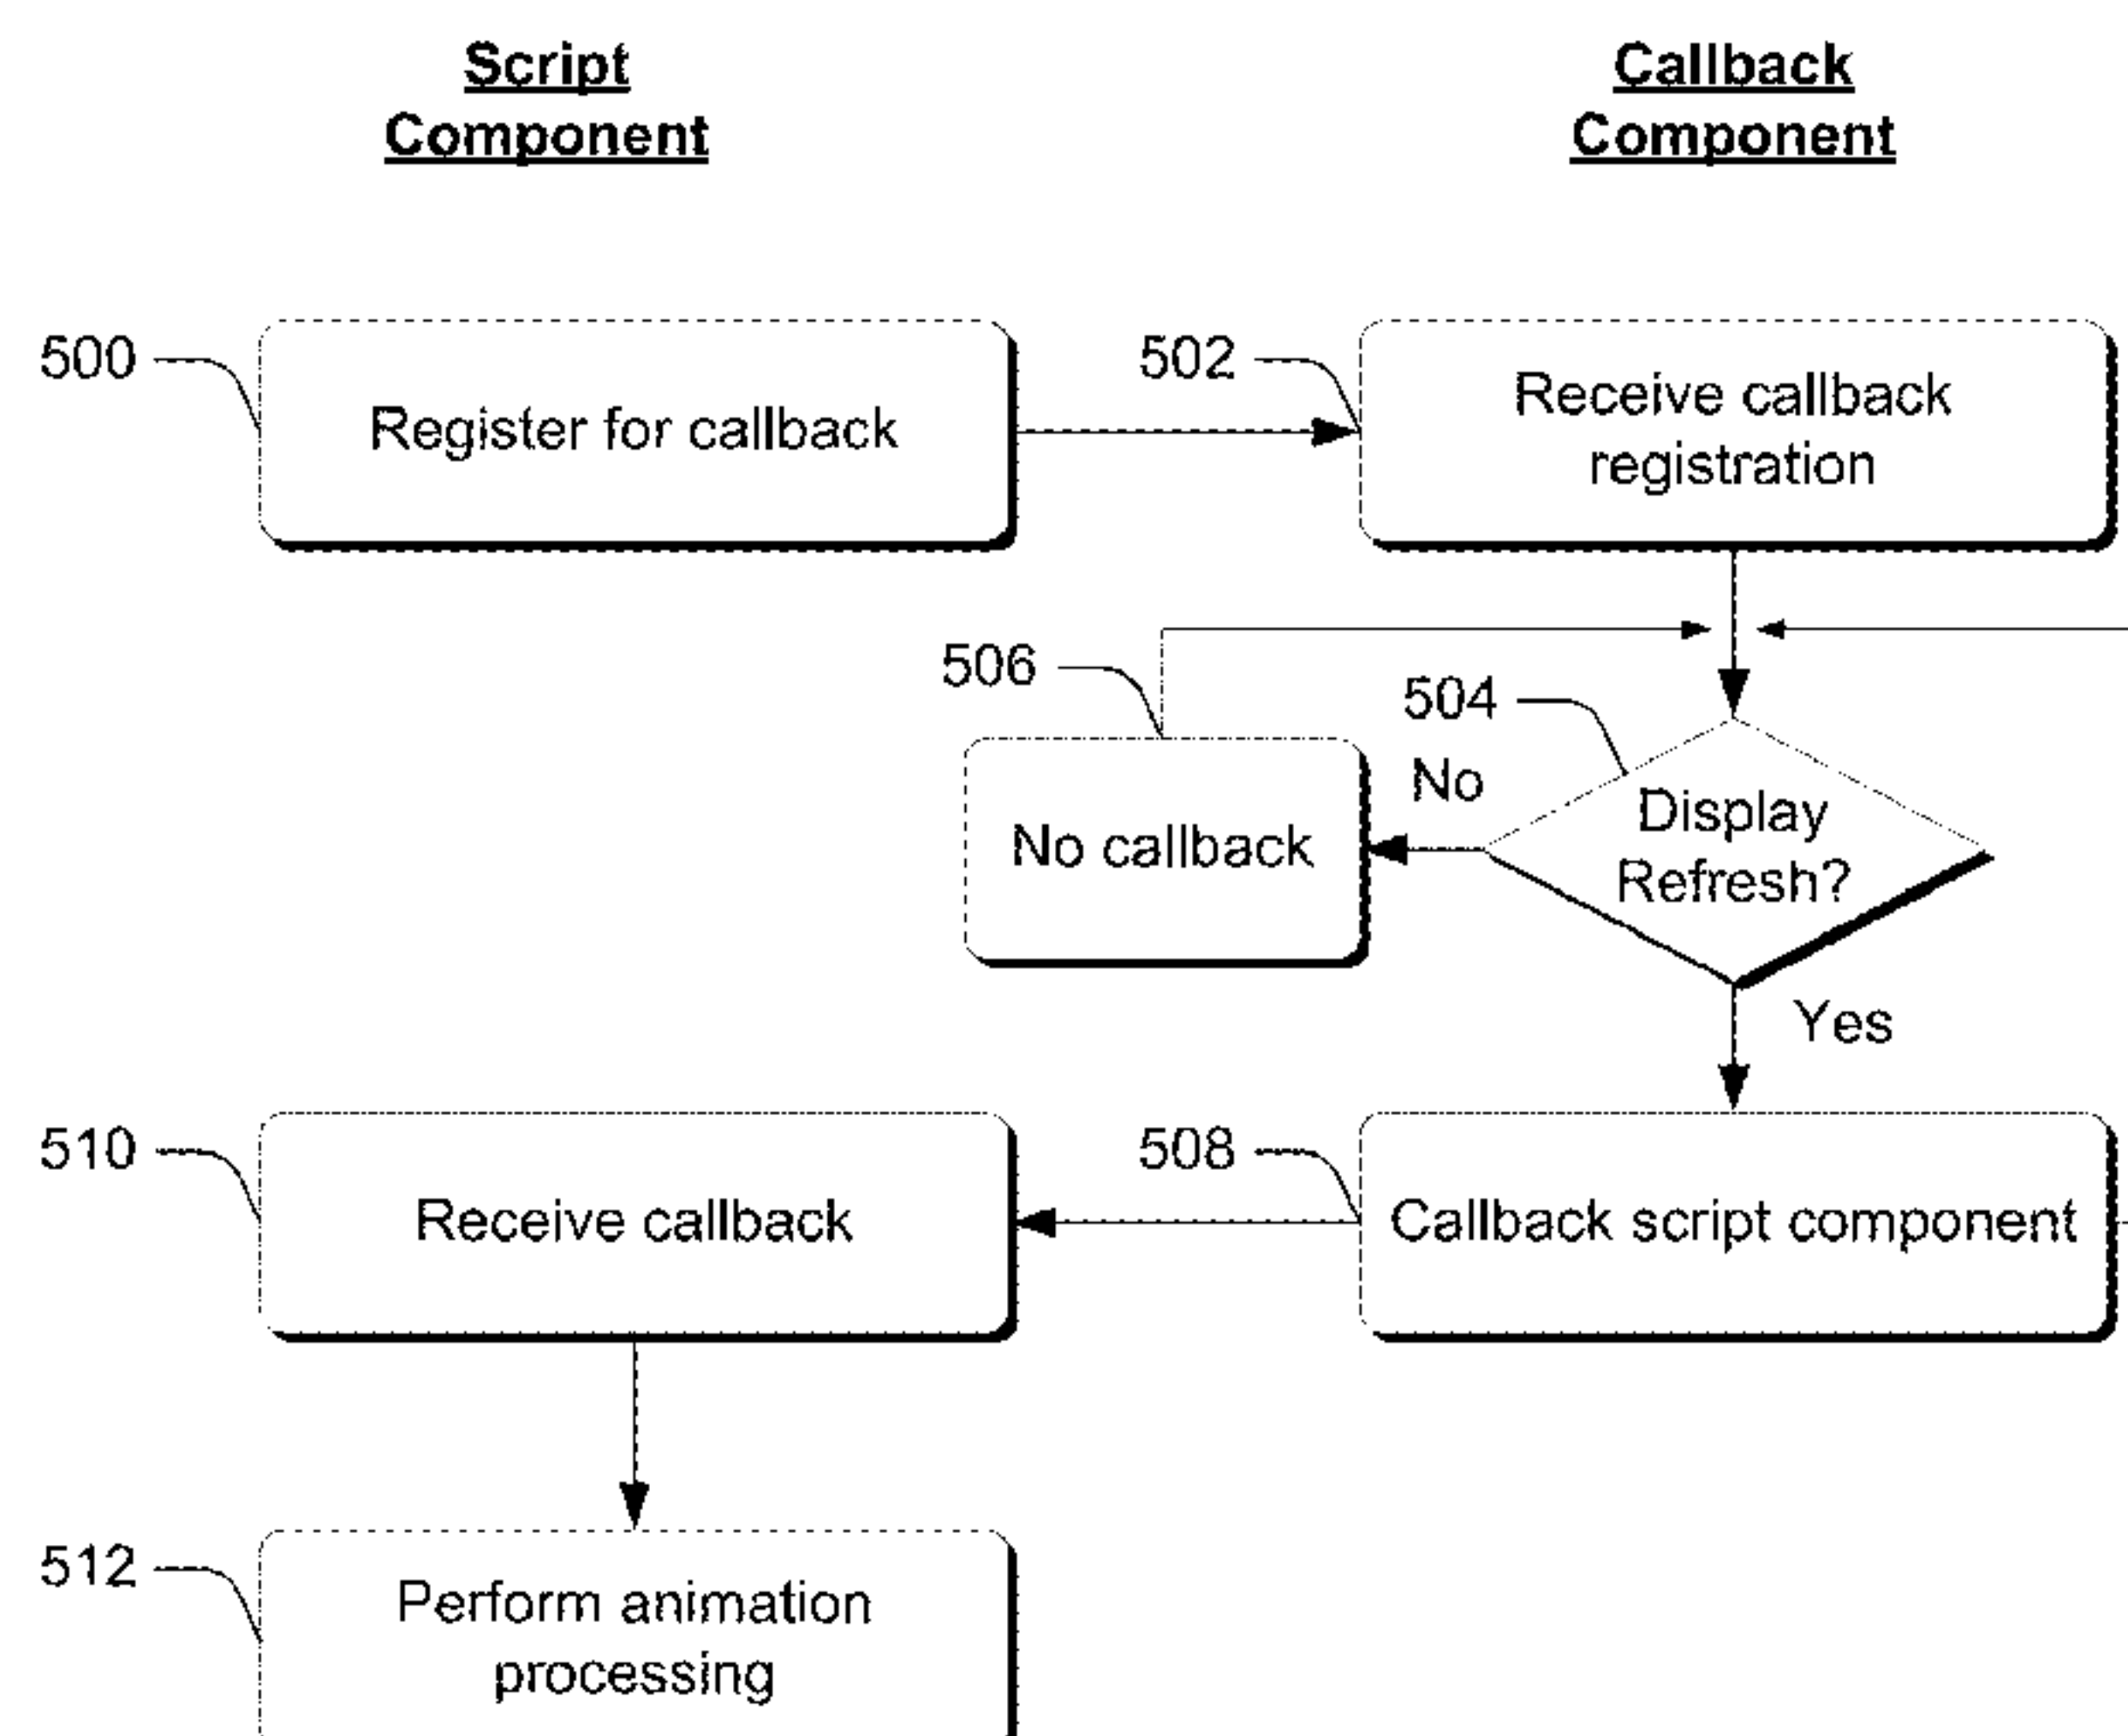 Script
Component
Callback
Component
500
Register for callback
502
Receive callback
registration
506
504
No callback
No
Display
Refresh?
Yes
510
Receive callback
508
Callback script component
512
Perform animation
processing